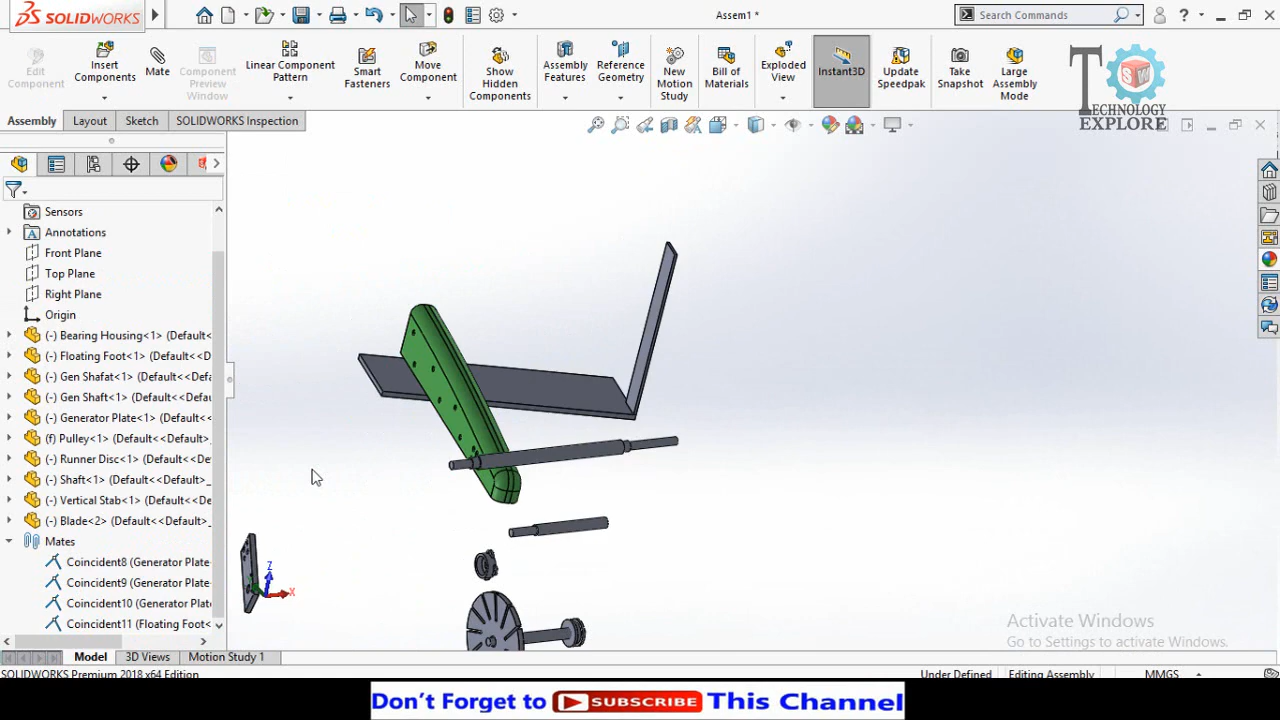 SOLIDWORKS
Assem1 *
Search Commands
Edit Component
Insert Components
Mate
Component Preview Window
Linear Component Pattern
Smart Fasteners
Move Component
Show Hidden Components
Assembly Features
Reference Geometry
New Motion Study
Bill of Materials
Exploded View
Instant3D
Update Speedpak
Take Snapshot
Large Assembly Mode
TECHNOLOGY
EXPLORE
Assembly
Layout
Sketch
SOLIDWORKS Inspection
Sensors
Annotations
Front Plane
Top Plane
Right Plane
Origin
(-) Bearing Housing<1> (Default<
(-) Floating Foot<1> (Default<<D
(-) Gen Shafat<1> (Default<<Defa
(-) Gen Shaft<1> (Default<<Defau
(-) Generator Plate<1> (Default<
(f) Pulley<1> (Default<<Default>
(-) Runner Disc<1> (Default<<De
(-) Shaft<1> (Default<<Default>_
(-) Vertical Stab<1> (Default<<D
(-) Blade<2> (Default<<Default>_
Mates
Coincident8 (Generator Plate
Coincident9 (Generator Plate
Coincident10 (Generator Plat
Coincident11 (Floating Foot<
Z
X
Activate Windows
Go to Settings to activate Windows.
Model
3D Views
Motion Study 1
SOLIDWORKS Premium 2018 x64 Edition
Under Defined
Editing Assembly
MMGS
Don't Forget to SUBSCRIBE This Channel